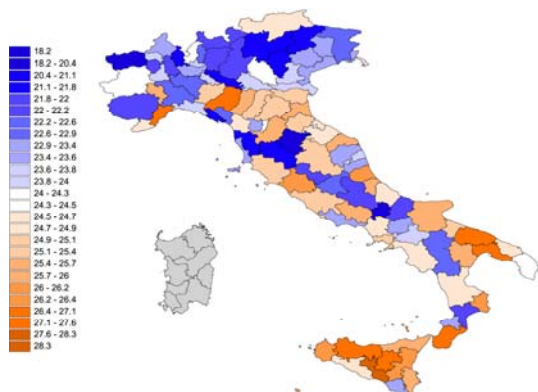 18.2
18.2 - 20.4
20.4 - 21.1
21.1 - 21.8
21.8 - 22
22 - 22.2
22.2 - 22.6
22.6 - 22.9
22.9 - 23.4
23.4 - 23.6
23.6 - 23.8
23.8 - 24
24 - 24.3
24.3 - 24.5
24.5 - 24.7
24.7 - 24.9
24.9 - 25.1
25.1 - 25.4
25.4 - 25.7
25.7 - 26
26 - 26.2
26.2 - 26.4
26.4 - 27.1
27.1 - 27.6
27.6 - 28.3
28.3